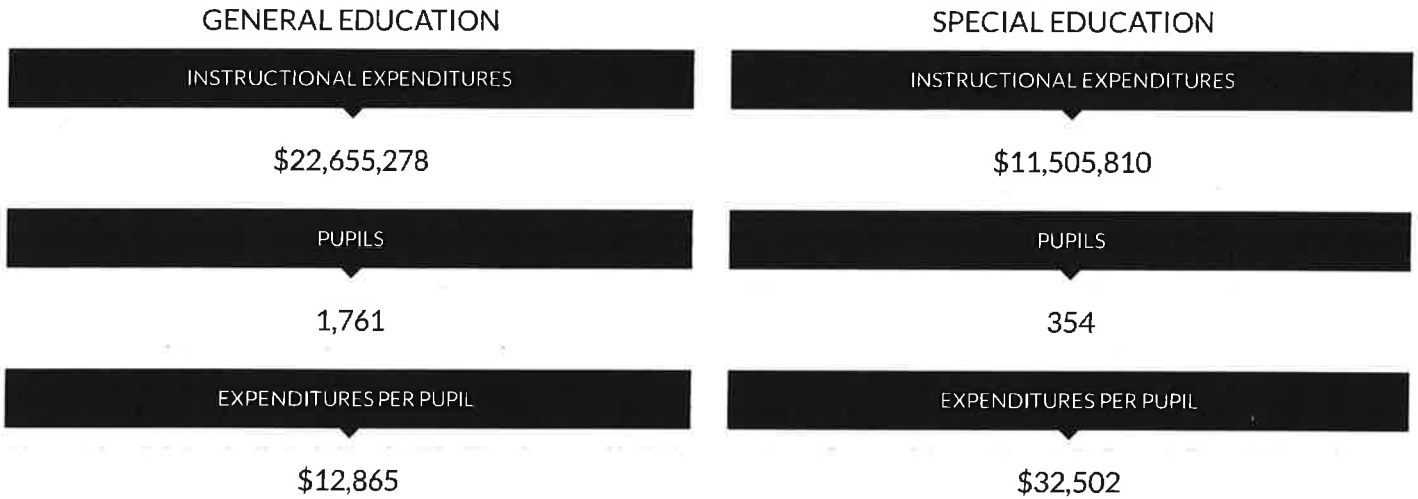 GENERAL EDUCATION
INSTRUCTIONAL EXPENDITURES
$22,655,278
PUPILS
1,761
EXPENDITURES PER PUPIL
$12,865
SPECIAL EDUCATION
INSTRUCTIONAL EXPENDITURES
$11,505,810
PUPILS
354
EXPENDITURES PER PUPIL
$32,502